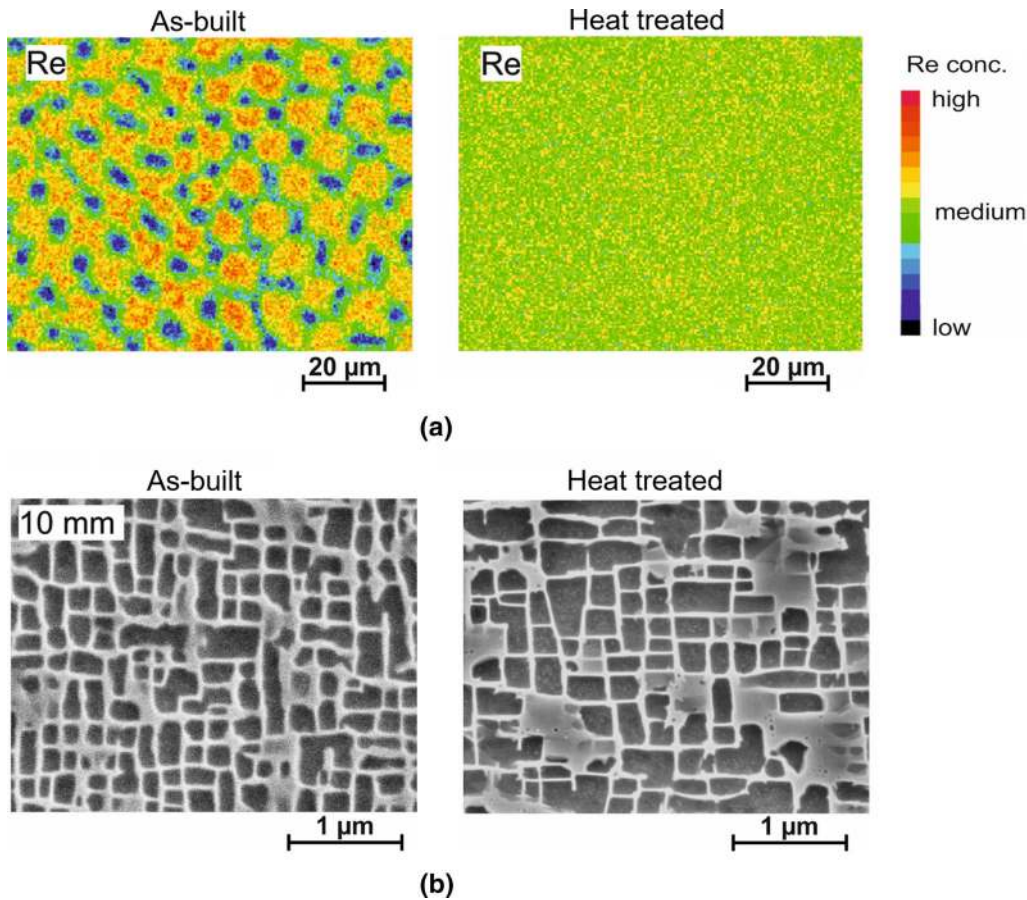 As-built Heat treated
Re Re
Re conc.
high
medium
low
20 µm 20 µm
(a)
As-built Heat treated
10 mm
1 µm 1 µm
(b)